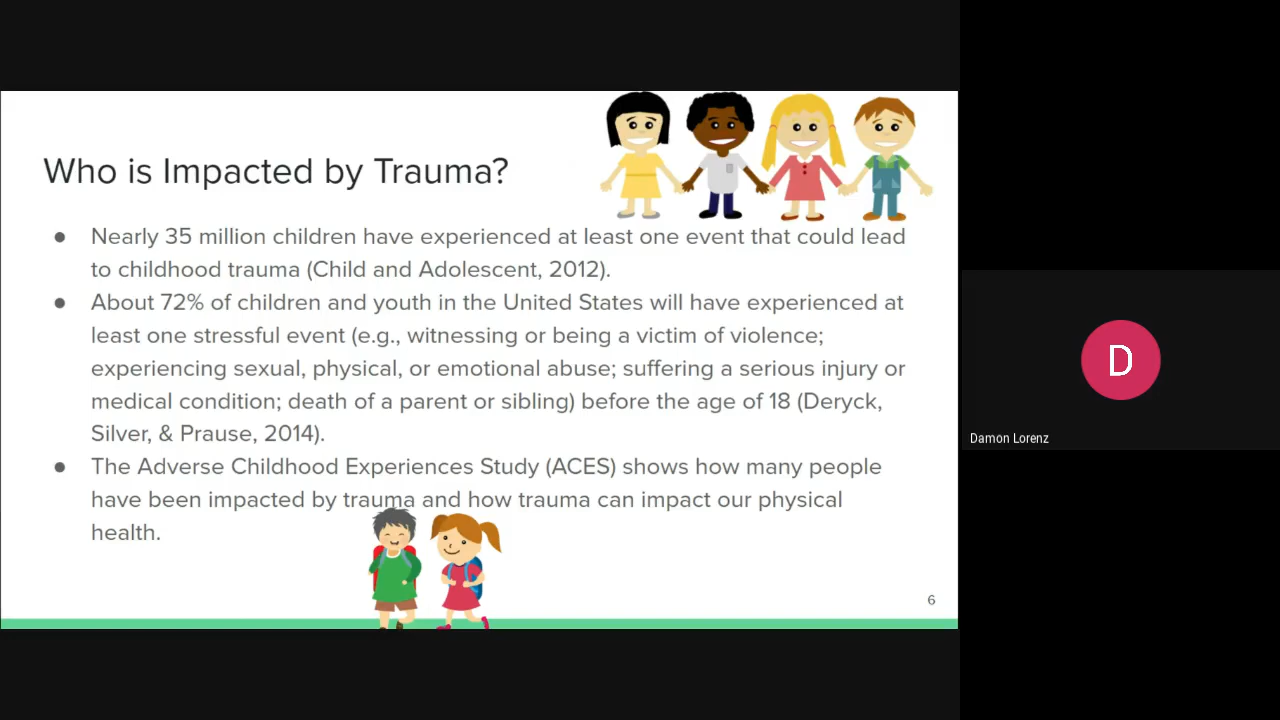 Who is Impacted by Trauma?
● Nearly 35 million children have experienced at least one event that could lead
to childhood trauma (Child and Adolescent, 2012).
● About 72% of children and youth in the United States will have experienced at
least one stressful event (e.g., witnessing or being a victim of violence;
experiencing sexual, physical, or emotional abuse; suffering a serious injury or
medical condition; death of a parent or sibling) before the age of 18 (Deryck,
Silver, & Prause, 2014).
● The Adverse Childhood Experiences Study (ACES) shows how many people
have been impacted by trauma and how trauma can impact our physical
health.
6
D
Damon Lorenz